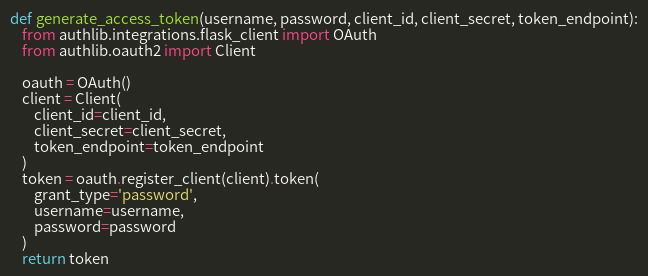 def generate_access_token(username, password, client_id, client_secret, token_endpoint):
    from authlib.integrations.flask_client import OAuth
    from authlib.oauth2 import Client

    oauth = OAuth()
    client = Client(
        client_id=client_id,
        client_secret=client_secret,
        token_endpoint=token_endpoint
    )
    token = oauth.register_client(client).token(
        grant_type='password',
        username=username,
        password=password
    )
    return token